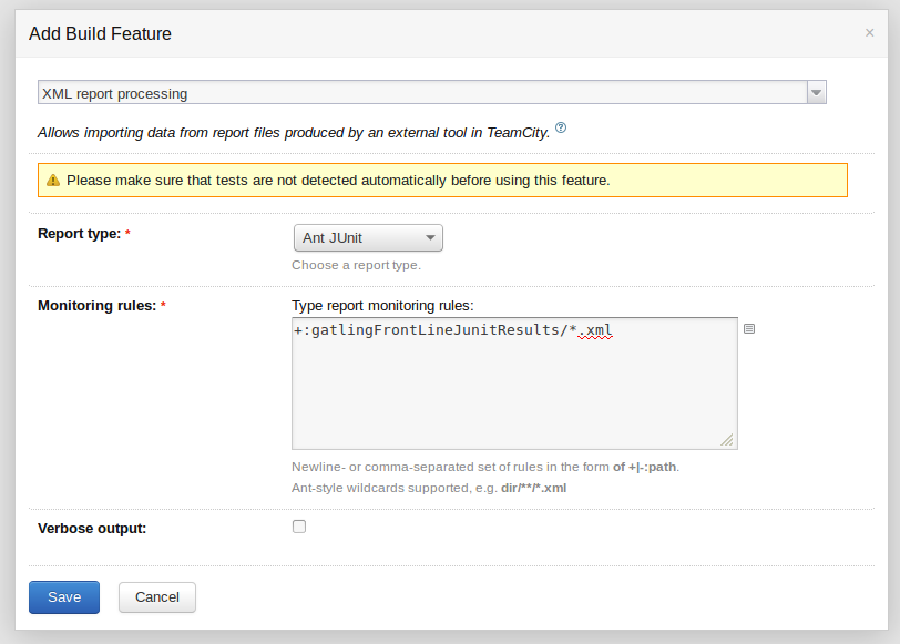 Add Build Feature
×
XML report processing
Allows importing data from report files produced by an external tool in TeamCity. ?
Please make sure that tests are not detected automatically before using this feature.
Report type: *
Ant JUnit
Choose a report type.
Monitoring rules: *
Type report monitoring rules:
+:gatlingFrontLineJunitResults/*.xml
Newline- or comma-separated set of rules in the form of +|-:path.
Ant-style wildcards supported, e.g. dir/**/*.xml
Verbose output:
Save
Cancel